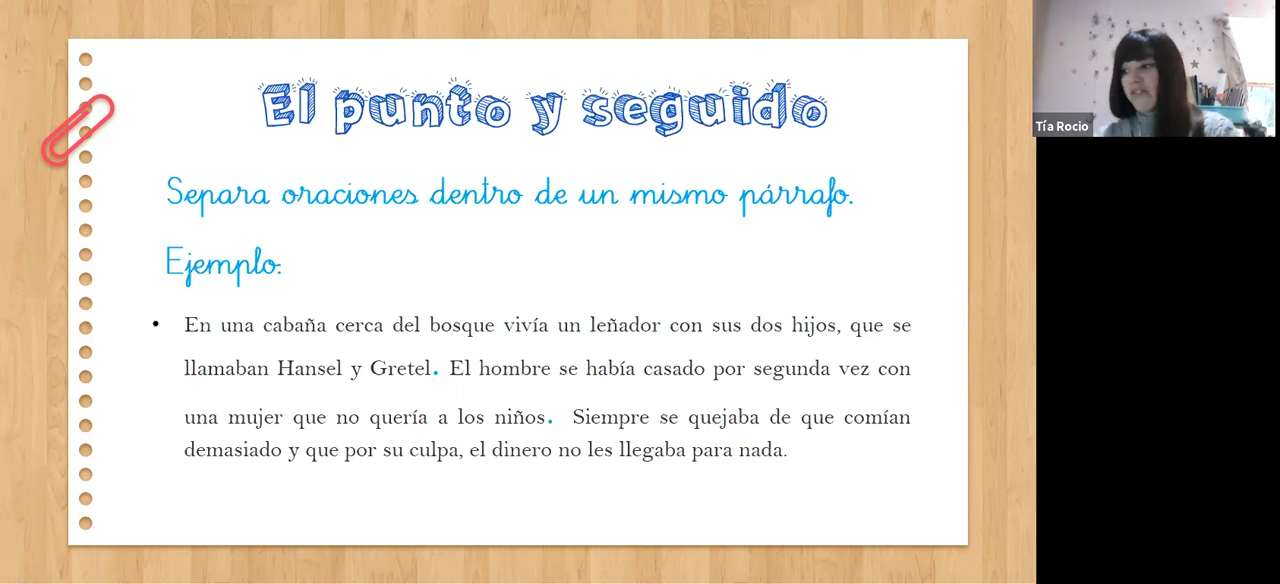 El punto y seguido
Separa oraciones dentro de un mismo párrafo.
Ejemplo:
• En una cabaña cerca del bosque vivía un leñador con sus dos hijos, que se
llamaban Hansel y Gretel. El hombre se había casado por segunda vez con
una mujer que no quería a los niños. Siempre se quejaba de que comían
demasiado y que por su culpa, el dinero no les llegaba para nada.
Tía Rocio